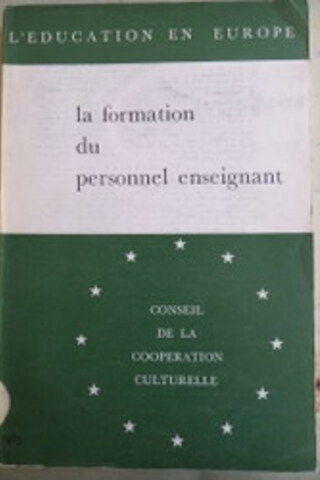 L'EDUCATION EN EUROPE
la formation
du
personnel enseignant
CONSEIL
DE LA
COOPERATION
CULTURELLE